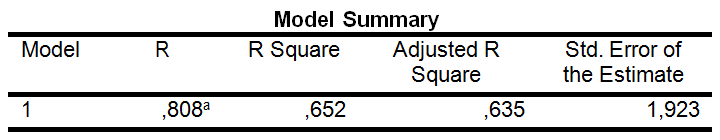 Model Summary
Model R R Square Adjusted R Square Std. Error of the Estimate
1 ,808a ,652 ,635 1,923